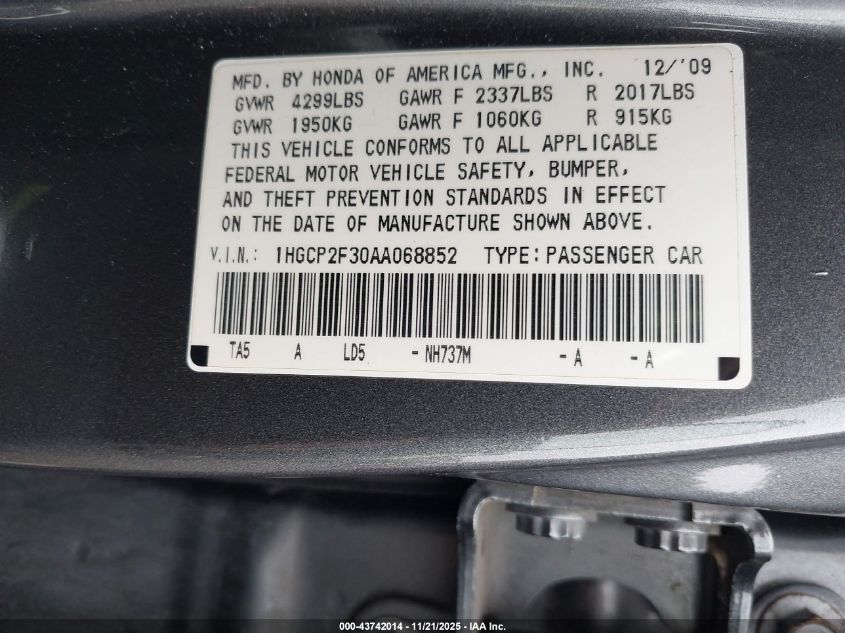 MFD. BY HONDA OF AMERICA MFG., INC. 12/'09
GVWR 4299LBS GAWR F 2337LBS R 2017LBS
GVWR 1950KG GAWR F 1060KG R 915KG
THIS VEHICLE CONFORMS TO ALL APPLICABLE
FEDERAL MOTOR VEHICLE SAFETY, BUMPER,
AND THEFT PREVENTION STANDARDS IN EFFECT
ON THE DATE OF MANUFACTURE SHOWN ABOVE.
V.I.N.: 1HGCP2F30AA068852 TYPE: PASSENGER CAR
TA5 A LD5 - NH737M - A - A
000-43742014 - 11/21/2025 - IAAI.com